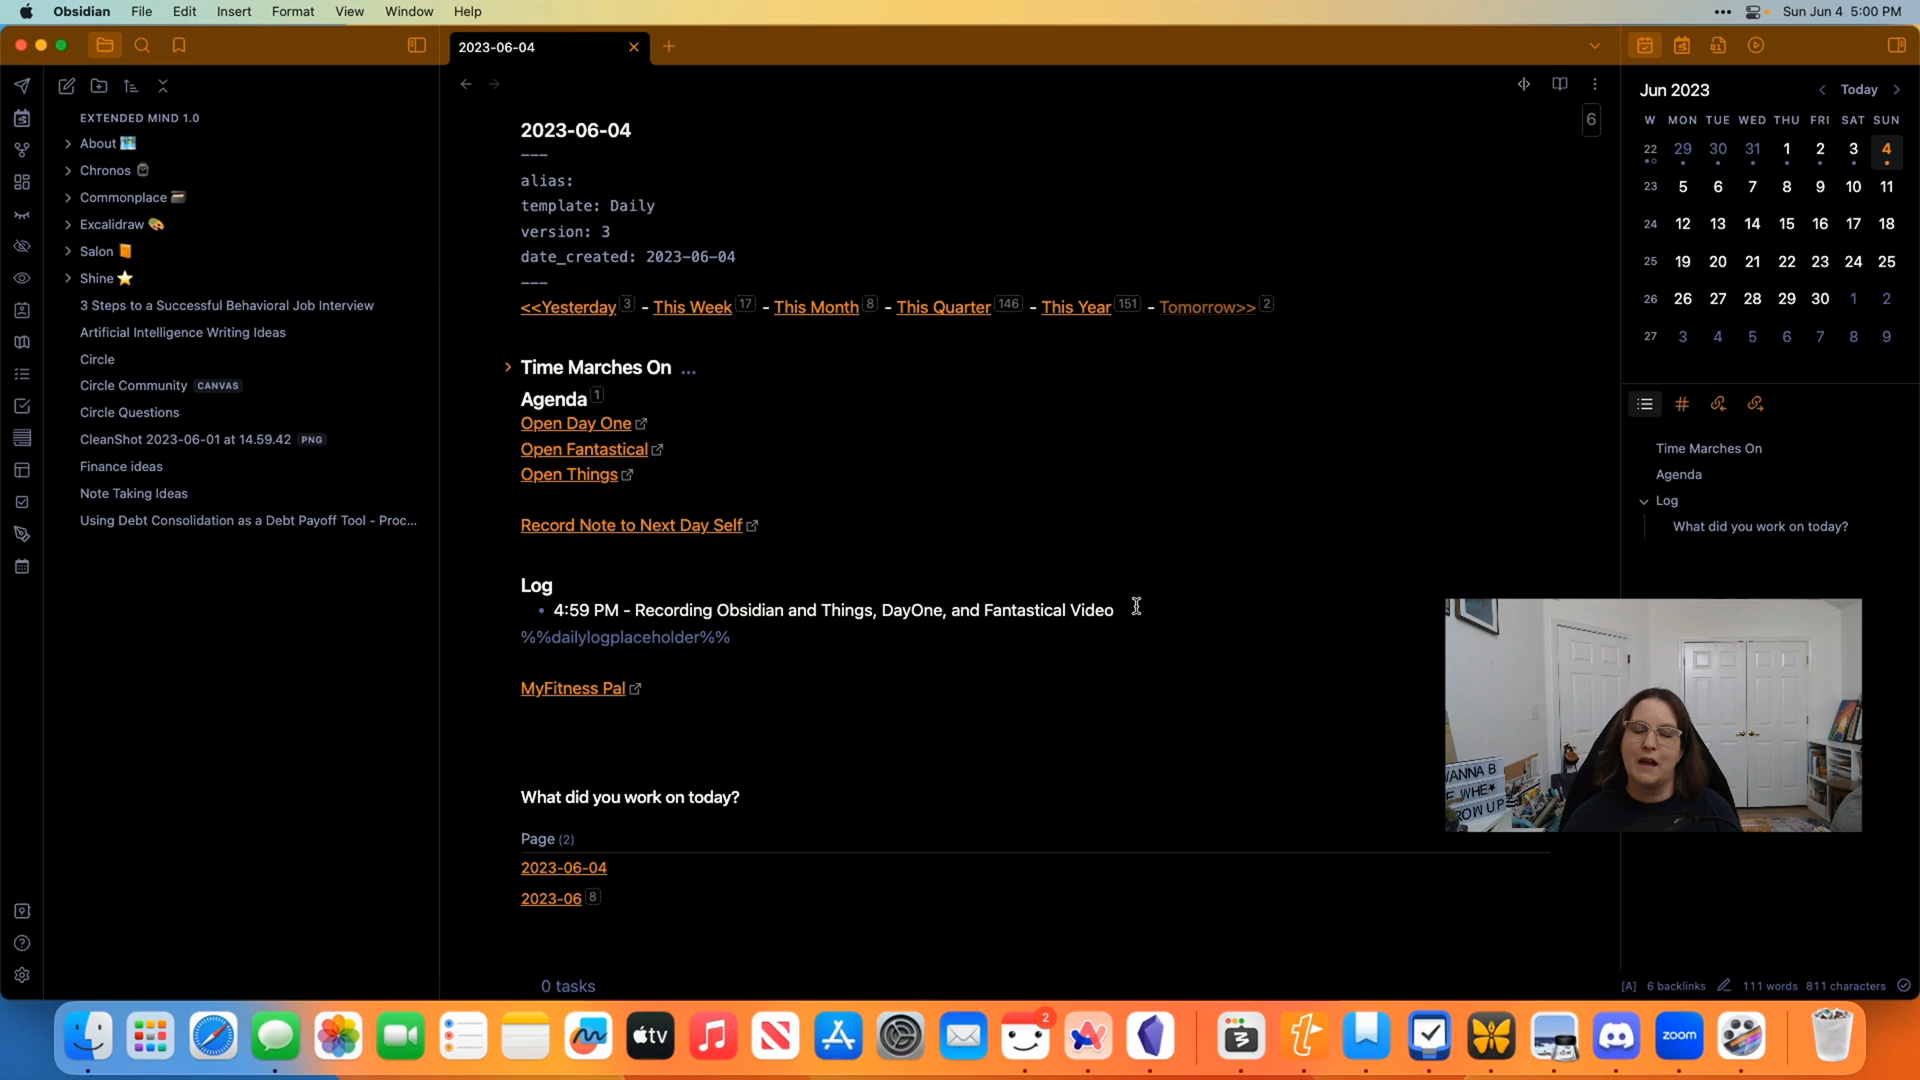 Obsidian File Edit Insert Format View Window Help
Sun Jun 4 5:00 PM
2023-06-04
EXTENDED MIND 1.0
About
Chronos
Commonplace
Excalidraw
Salon
Shine
3 Steps to a Successful Behavioral Job Interview
Artificial Intelligence Writing Ideas
Circle
Circle Community CANVAS
Circle Questions
CleanShot 2023-06-01 at 14.59.42 PNG
Finance ideas
Note Taking Ideas
Using Debt Consolidation as a Debt Payoff Tool - Proc...
2023-06-04
6
---
alias:
template: Daily
version: 3
date_created: 2023-06-04
---
<<Yesterday 3 - This Week 17 - This Month 8 - This Quarter 146 - This Year 151 - Tomorrow>> 2
Time Marches On ...
Agenda 1
Open Day One
Open Fantastical
Open Things
Record Note to Next Day Self
Log
• 4:59 PM - Recording Obsidian and Things, DayOne, and Fantastical Video
%%dailylogplaceholder%%
MyFitness Pal
What did you work on today?
Page (2)
2023-06-04
2023-06 8
0 tasks
Jun 2023 Today
W MON TUE WED THU FRI SAT SUN
22 29 30 31 1 2 3 4
23 5 6 7 8 9 10 11
24 12 13 14 15 16 17 18
25 19 20 21 22 23 24 25
26 26 27 28 29 30 1 2
27 3 4 5 6 7 8 9
Time Marches On
Agenda
Log
What did you work on today?
WANNA B
E WHE★
ROW UP
[A] 6 backlinks 111 words 811 characters
tv
2
zoom